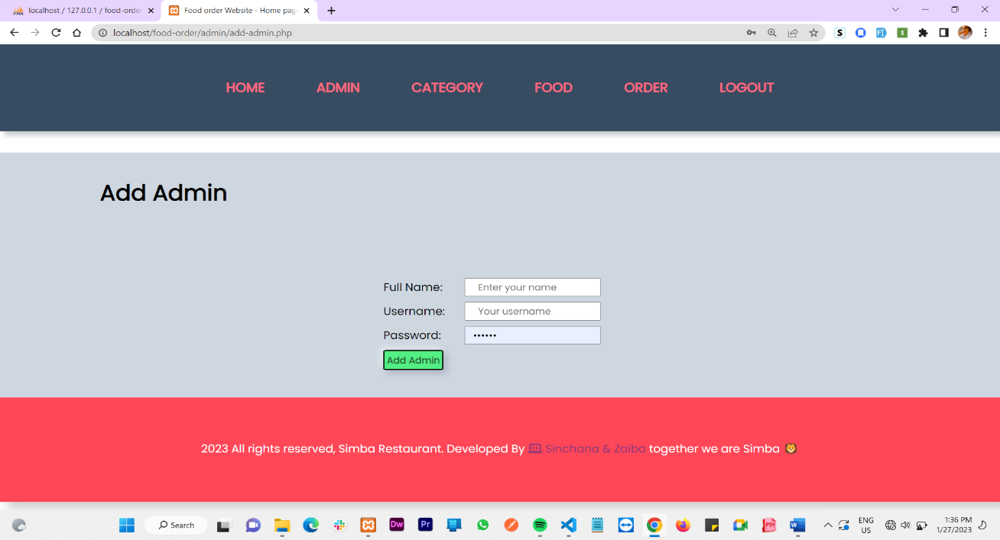 localhost / 127.0.0.1 / food-order
Food order Website - Home page
localhost/food-order/admin/add-admin.php
HOME
ADMIN
CATEGORY
FOOD
ORDER
LOGOUT
Add Admin
Full Name:
Enter your name
Username:
Your username
Password:
••••••
Add Admin
2023 All rights reserved, Simba Restaurant. Developed By Sinchana & Zaiba together we are Simba 🦁
Search
ENG
US
1:36 PM
1/27/2023